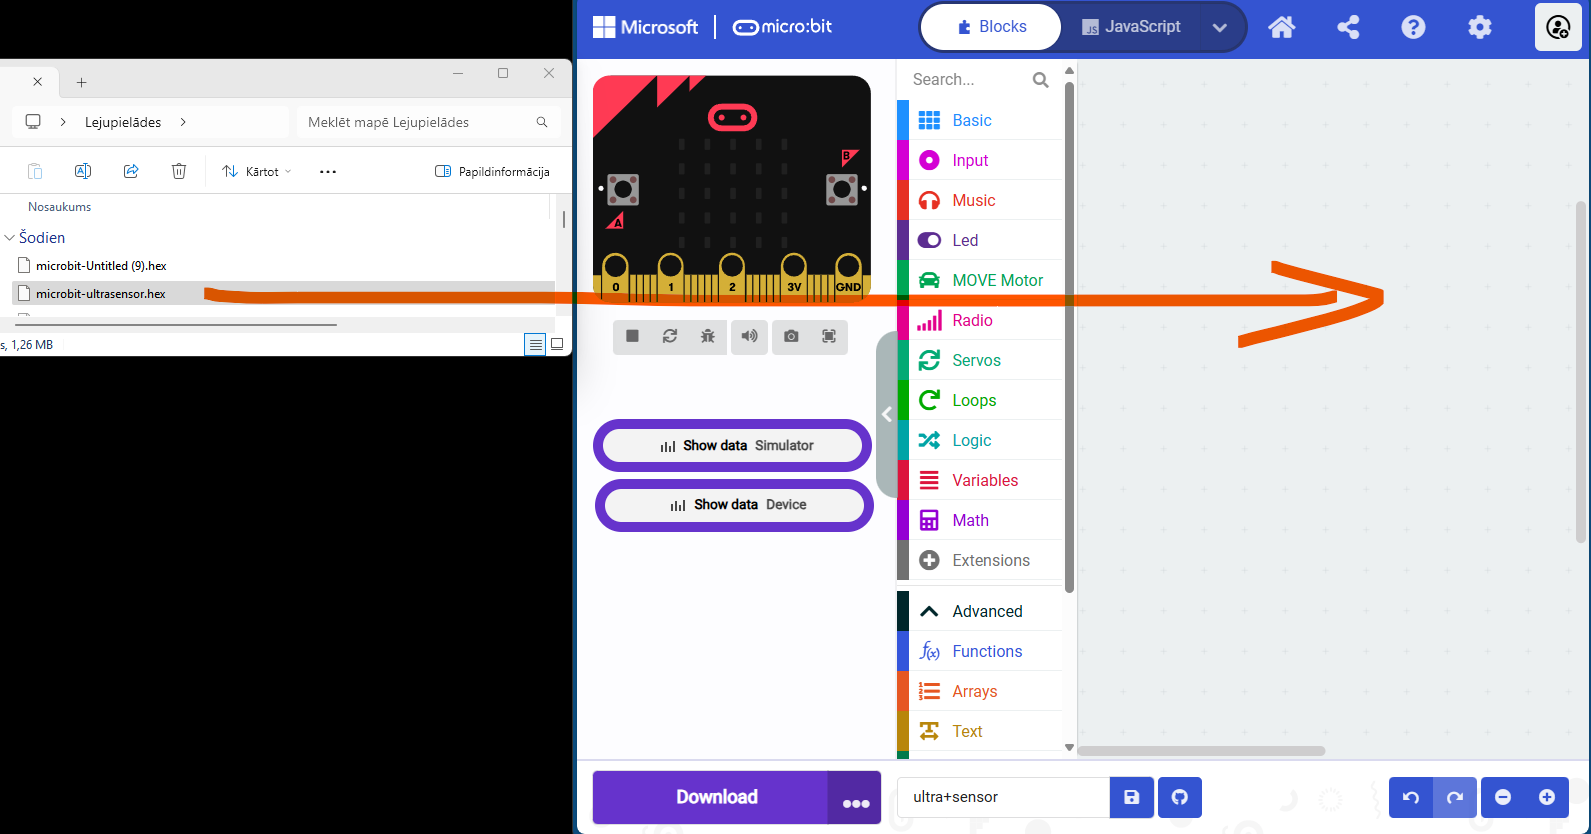 Lejupielādes
Meklēt mapē Lejupielādes
Kārtot
Papildinformācija
Nosaukums
Šodien
microbit-Untitled (9).hex
microbit-ultrasensor.hex
s, 1,26 MB
Microsoft
micro:bit
Blocks
JS JavaScript
B
A
0 1 2 3V GND
Show data Simulator
Show data Device
Search...
Basic
Input
Music
Led
MOVE Motor
Radio
Servos
Loops
Logic
Variables
Math
Extensions
Advanced
f(x) Functions
Arrays
Text
Download
ultra+sensor